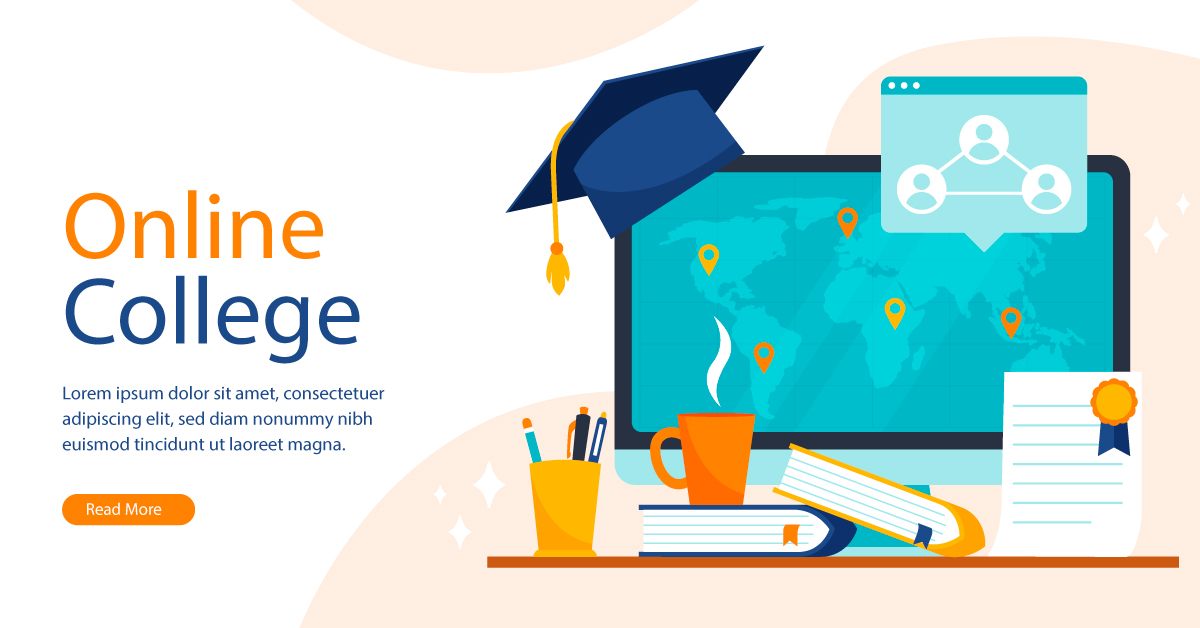 Online
College
Lorem ipsum dolor sit amet, consectetuer
adipiscing elit, sed diam nonummy nibh
euismod tincidunt ut laoreet magna.
Read More